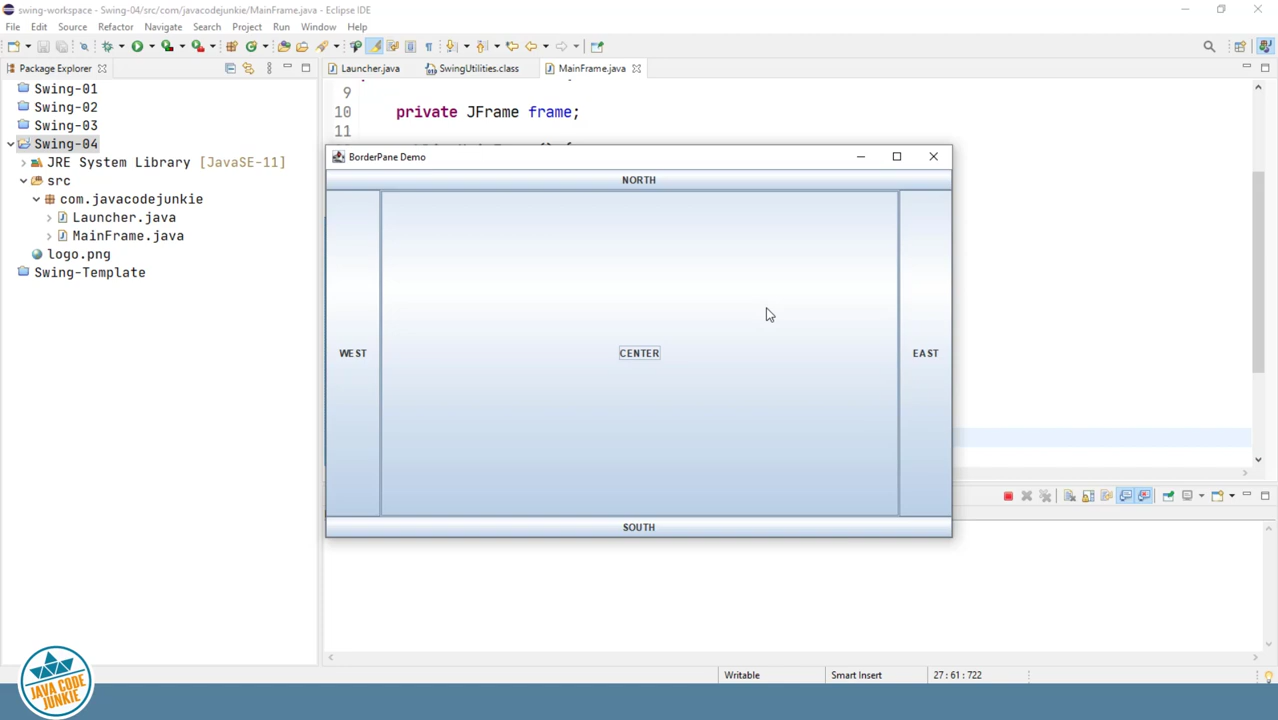 swing-workspace - Swing-04/src/com/javacodejunkie/MainFrame.java - Eclipse IDE
File Edit Source Refactor Navigate Search Project Run Window Help
Package Explorer
Launcher.java SwingUtilities.class MainFrame.java
Swing-01
Swing-02
Swing-03
Swing-04
JRE System Library [JavaSE-11]
src
com.javacodejunkie
Launcher.java
MainFrame.java
logo.png
Swing-Template
9
10 private JFrame frame;
11
BorderPane Demo
NORTH
WEST CENTER EAST
SOUTH
Writable Smart Insert 27 : 61 : 722
JAVA CODE
JUNKIE